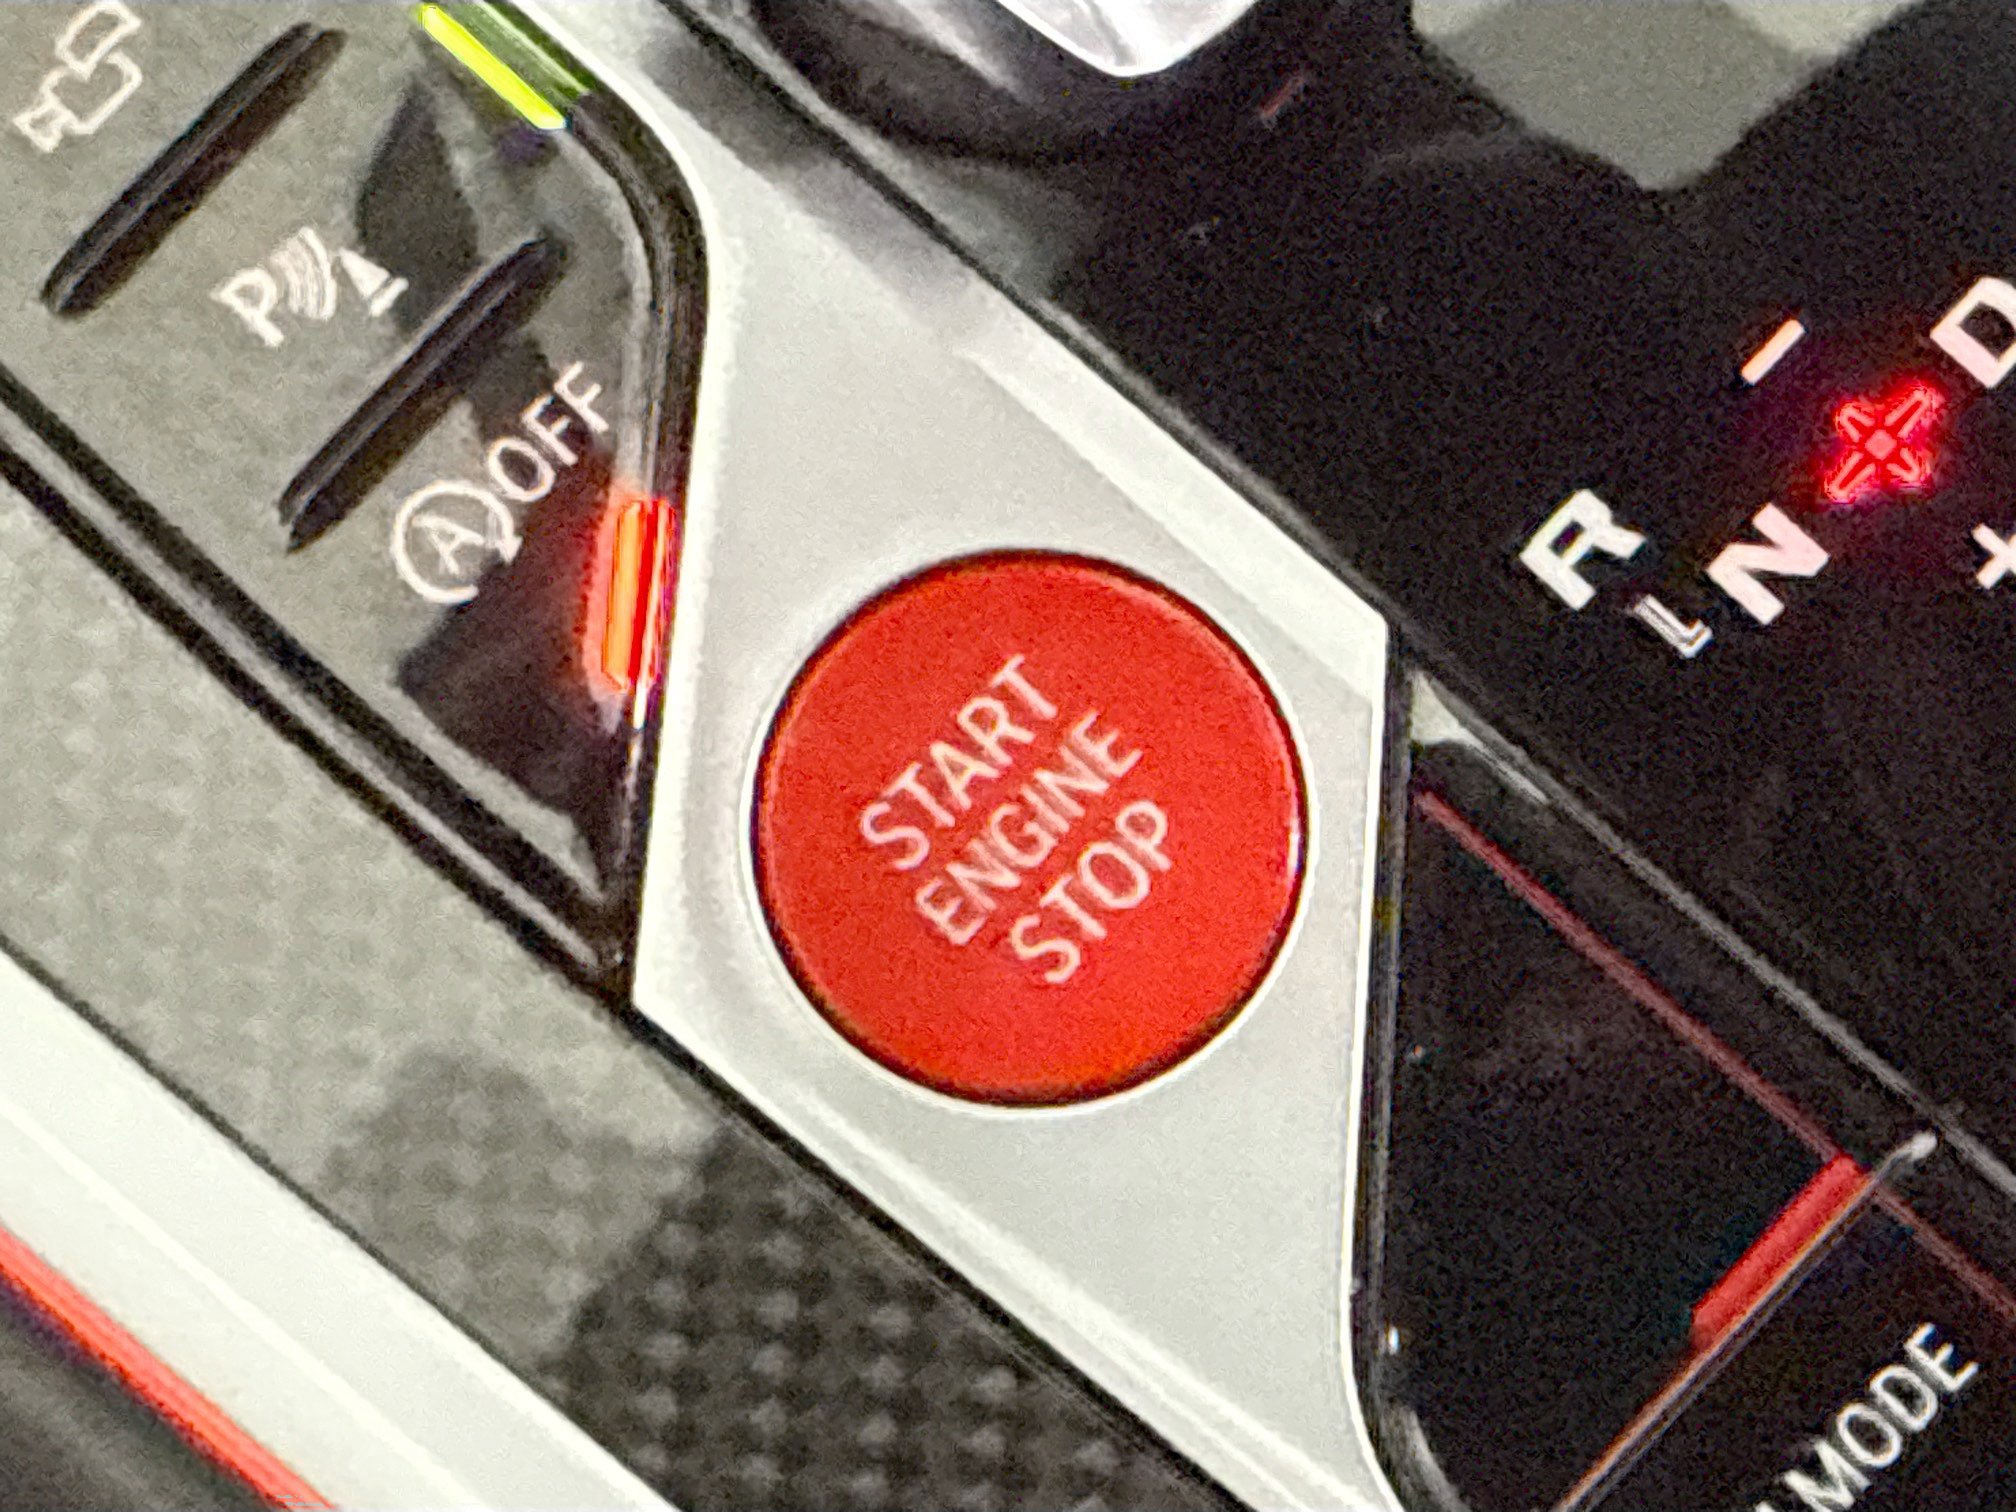 P
A OFF
START
ENGINE
STOP
R
N
D
-
+
L
MODE